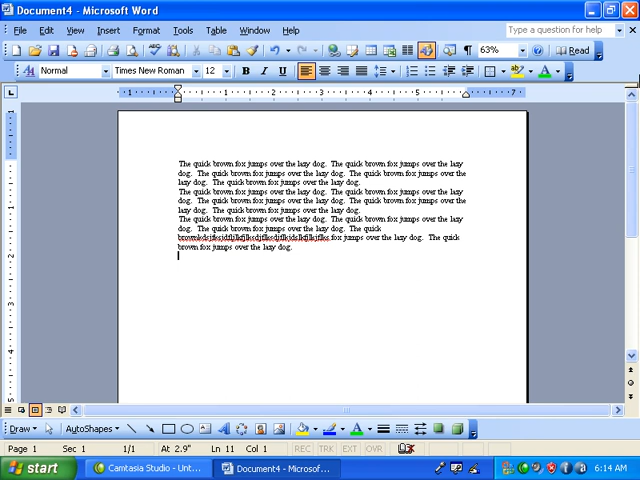 Document4 - Microsoft Word
File Edit View Insert Format Tools Table Window Help Type a question for help
63% Read
Normal Times New Roman 12 B I U
1 1 2 3 4 5 6 7
The quick brown fox jumps over the lazy dog. The quick brown fox jumps over the lazy
dog. The quick brown fox jumps over the lazy dog. The quick brown fox jumps over the
lazy dog. The quick brown fox jumps over the lazy dog.
The quick brown fox jumps over the lazy dog. The quick brown fox jumps over the lazy
dog. The quick brown fox jumps over the lazy dog. The quick brown fox jumps over the
lazy dog. The quick brown fox jumps over the lazy dog.
The quick brown fox jumps over the lazy dog. The quick brown fox jumps over the lazy
dog. The quick brown fox jumps over the lazy dog. The quick
fox jumps over the lazy dog. The quick
brown fox jumps over the lazy dog.
Draw AutoShapes
Page 1 Sec 1 1/1 At 2.9" Ln 11 Col 1 REC TRK EXT OVR
start Camtasia Studio - Unt... Document4 - Microsof... 6:14 AM